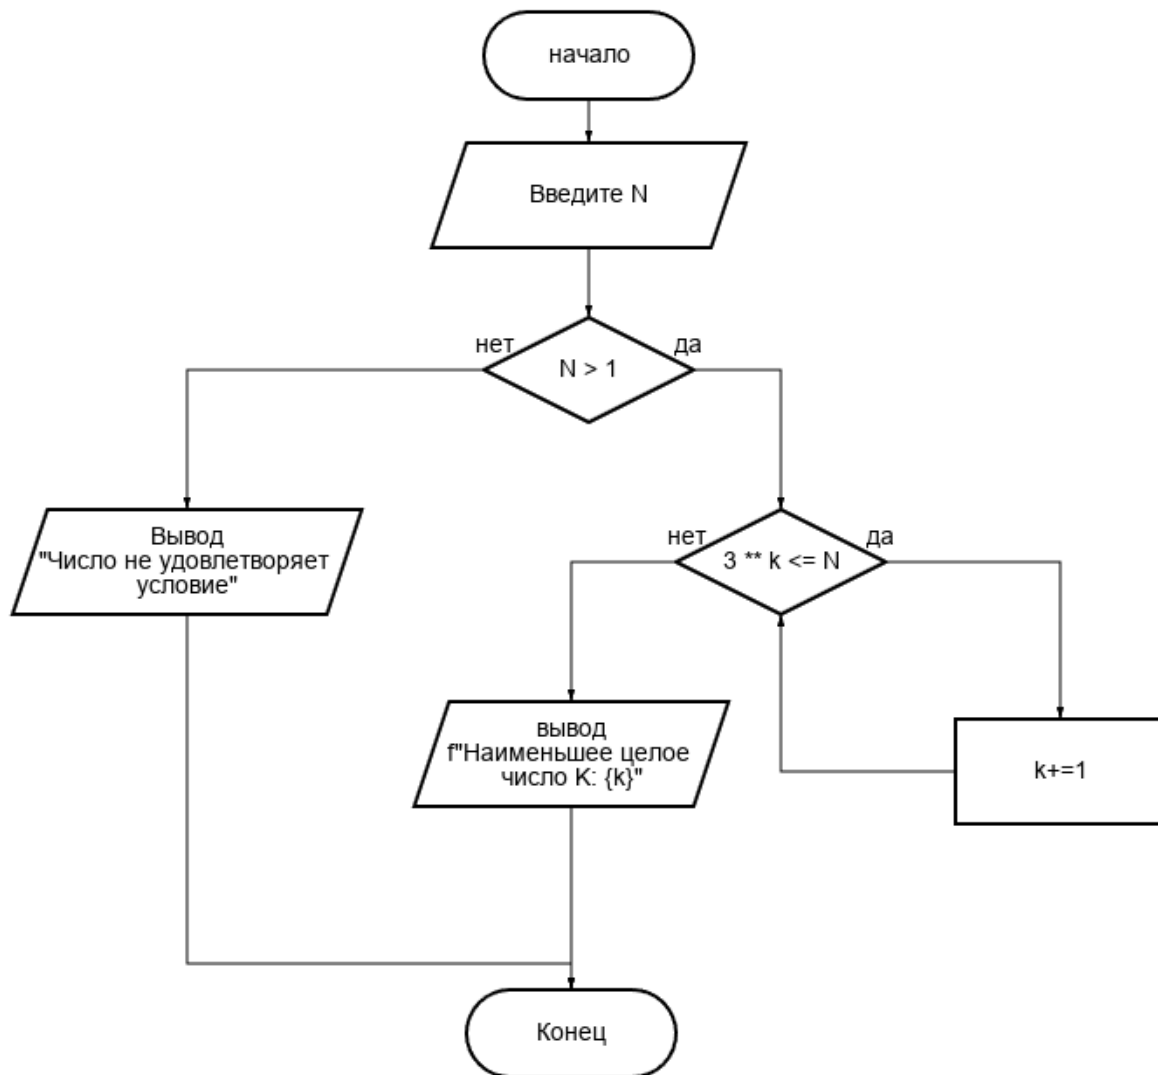 начало
Введите N
нет
да
N > 1
Вывод
"Число не удовлетворяет
условие"
нет
да
3 ** k <= N
вывод
f"Наименьшее целое
число K: {k}"
k+=1
Конец